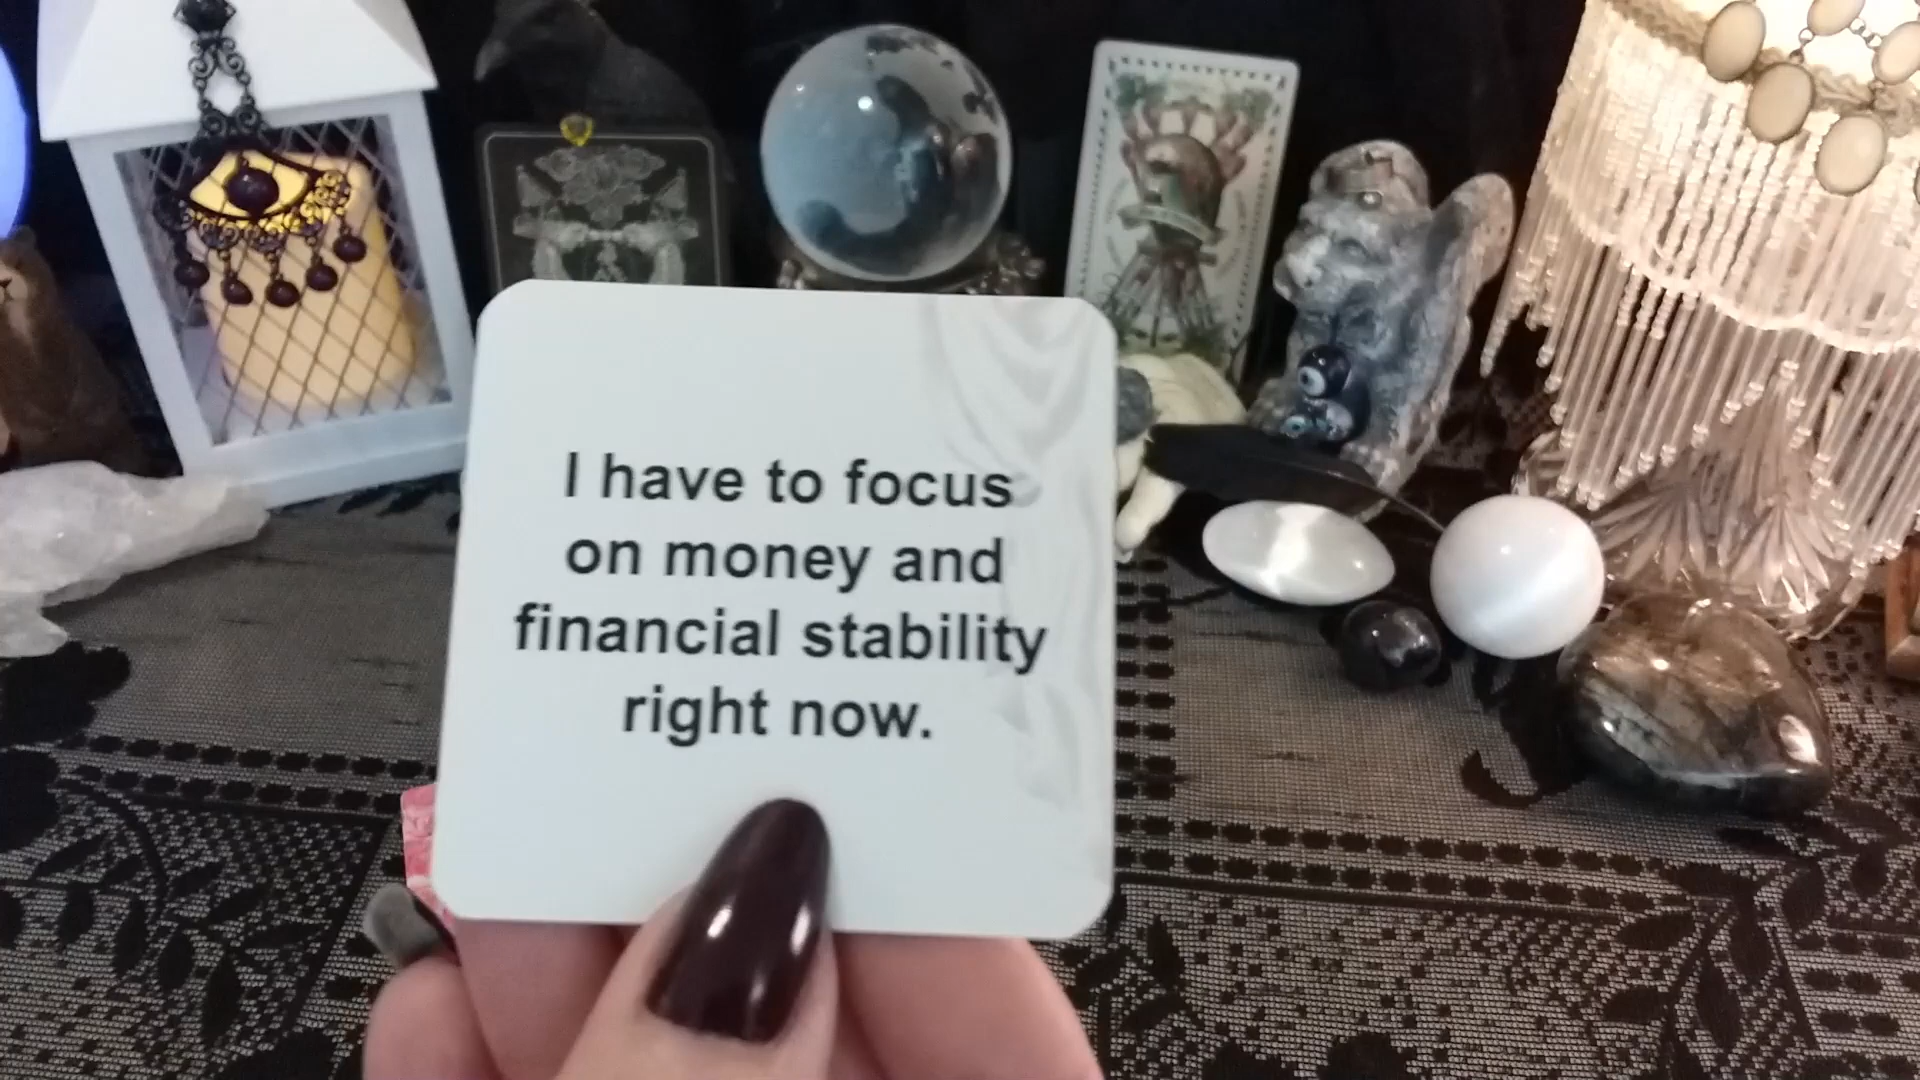 I have to focus
on money and
financial stability
right now.